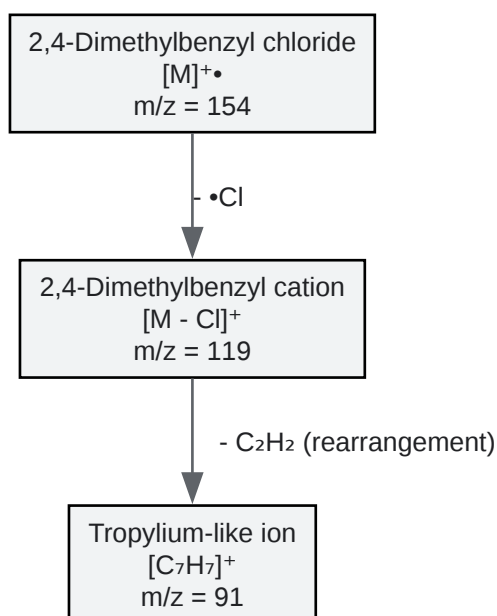 2,4-Dimethylbenzyl chloride
[M]⁺•
m/z = 154
- •Cl
2,4-Dimethylbenzyl cation
[M - Cl]⁺
m/z = 119
- C₂H₂ (rearrangement)
Tropylium-like ion
[C₇H₇]⁺
m/z = 91